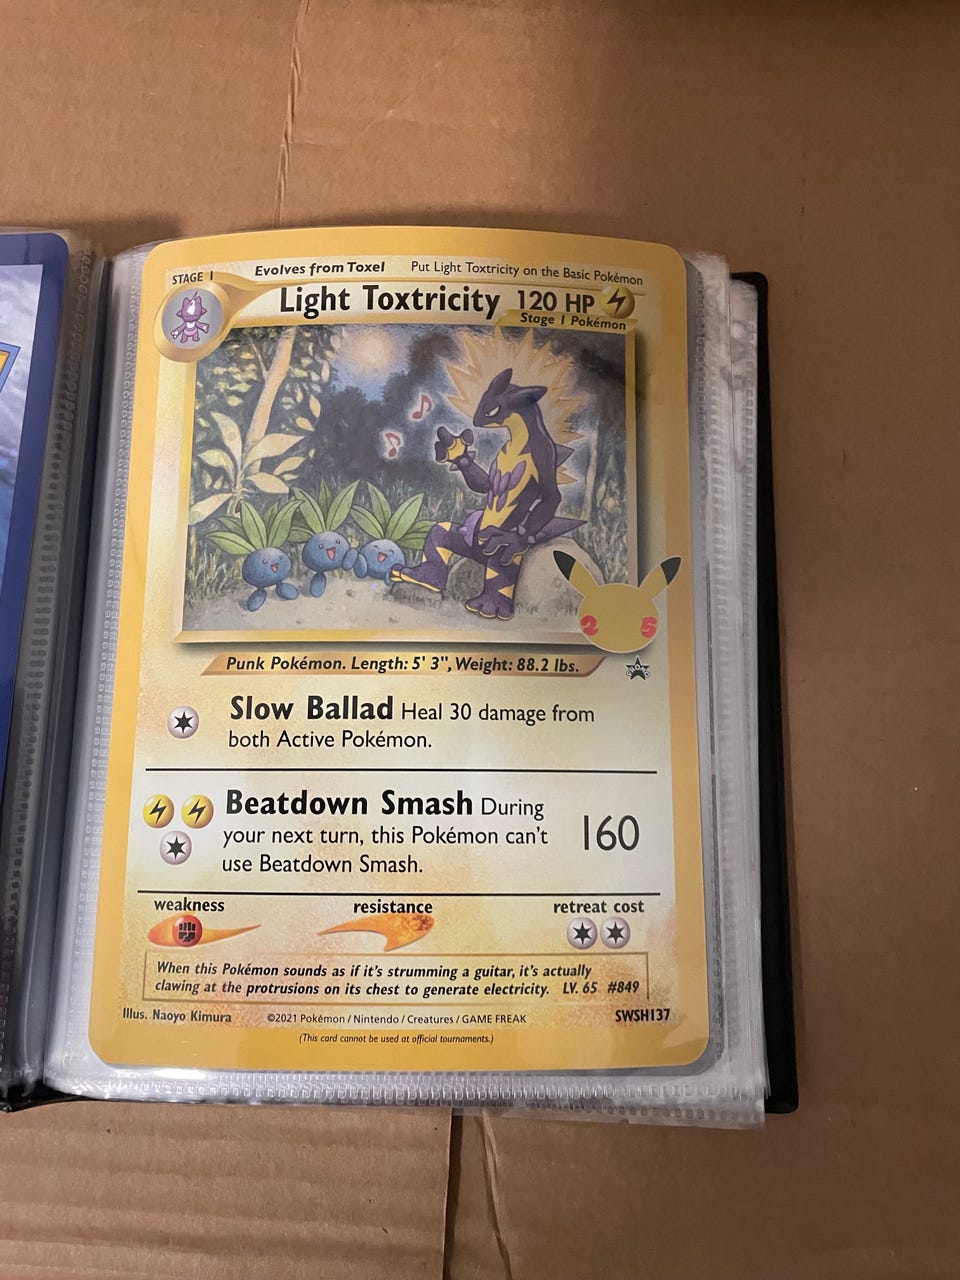 STAGE 1
Evolves from Toxel Put Light Toxtricity on the Basic Pokémon
Light Toxtricity 120 HP
Stage 1 Pokémon
25
Punk Pokémon. Length: 5' 3", Weight: 88.2 lbs.
PROMO
Slow Ballad Heal 30 damage from
both Active Pokémon.
Beatdown Smash During
your next turn, this Pokémon can't
use Beatdown Smash.
160
weakness resistance retreat cost
When this Pokémon sounds as if it's strumming a guitar, it's actually
clawing at the protrusions on its chest to generate electricity. LV. 65 #849
Illus. Naoyo Kimura ©2021 Pokémon / Nintendo / Creatures / GAME FREAK SWSH137
(This card cannot be used at official tournaments.)